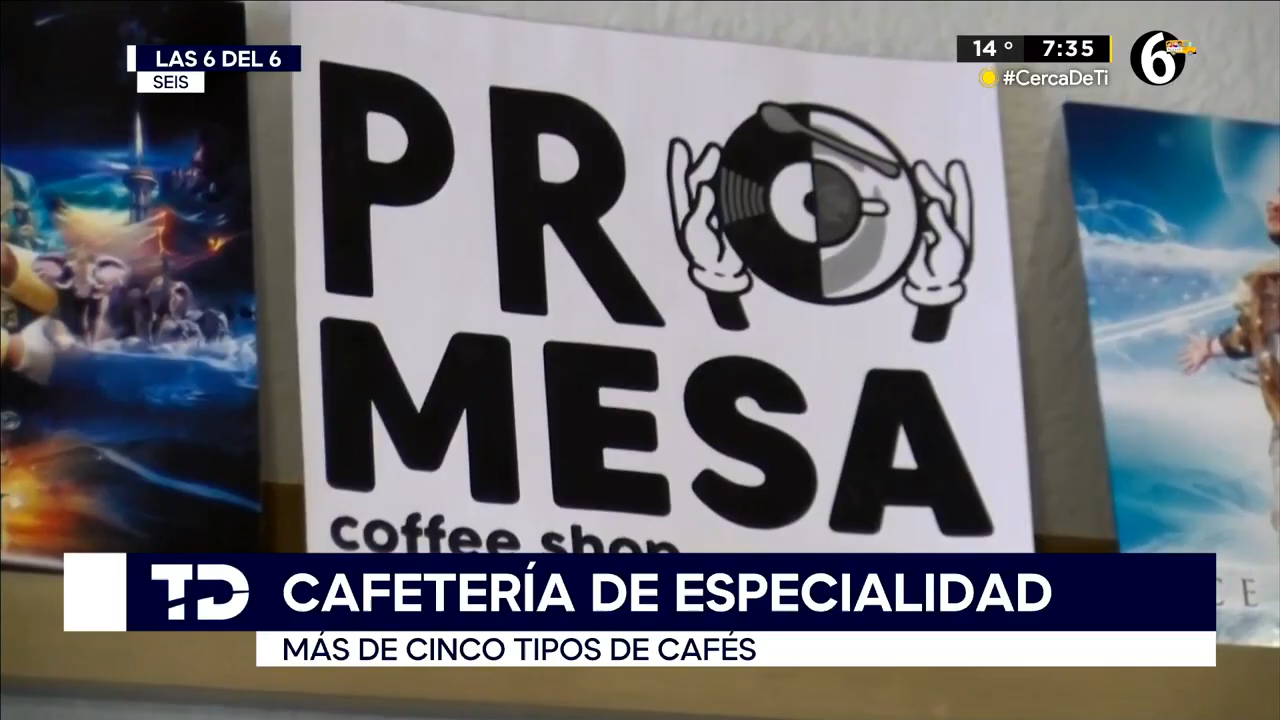 LAS 6 DEL 6
SEIS
14 ° 7:35
#CercaDeTi
6
PR
MESA
coffee shop
TD CAFETERÍA DE ESPECIALIDAD
MÁS DE CINCO TIPOS DE CAFÉS